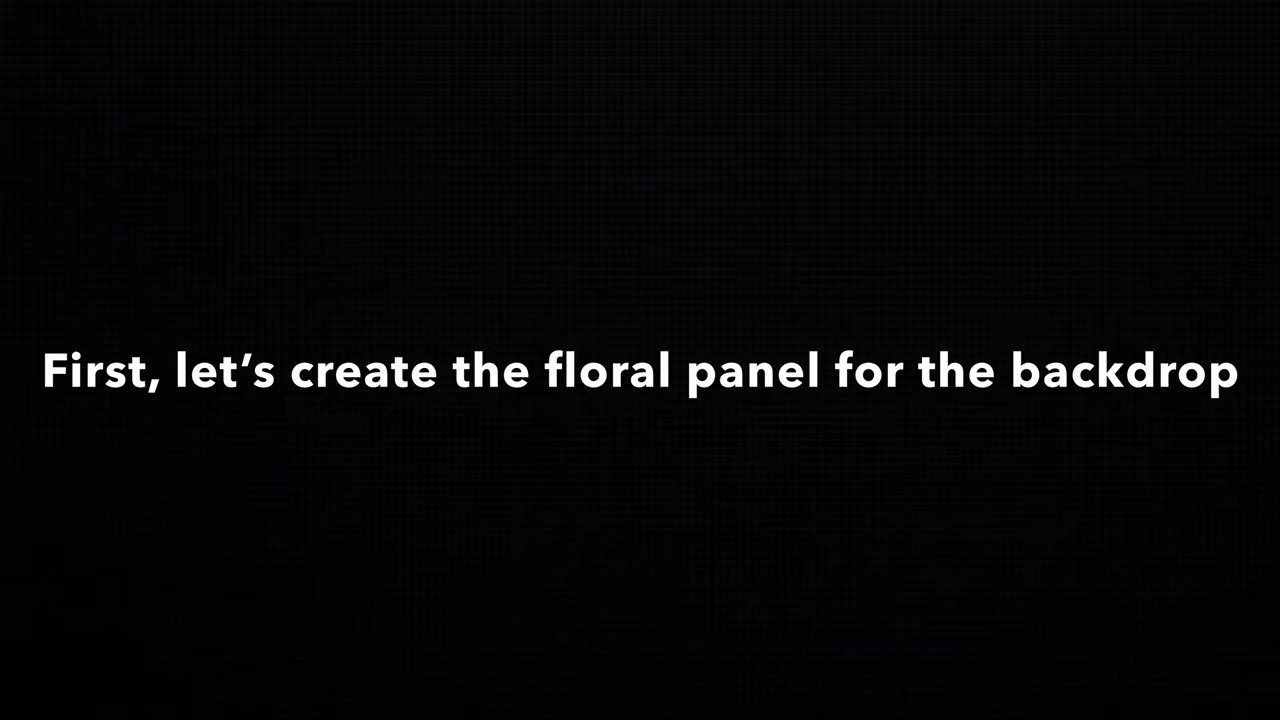 First, let’s create the floral panel for the backdrop